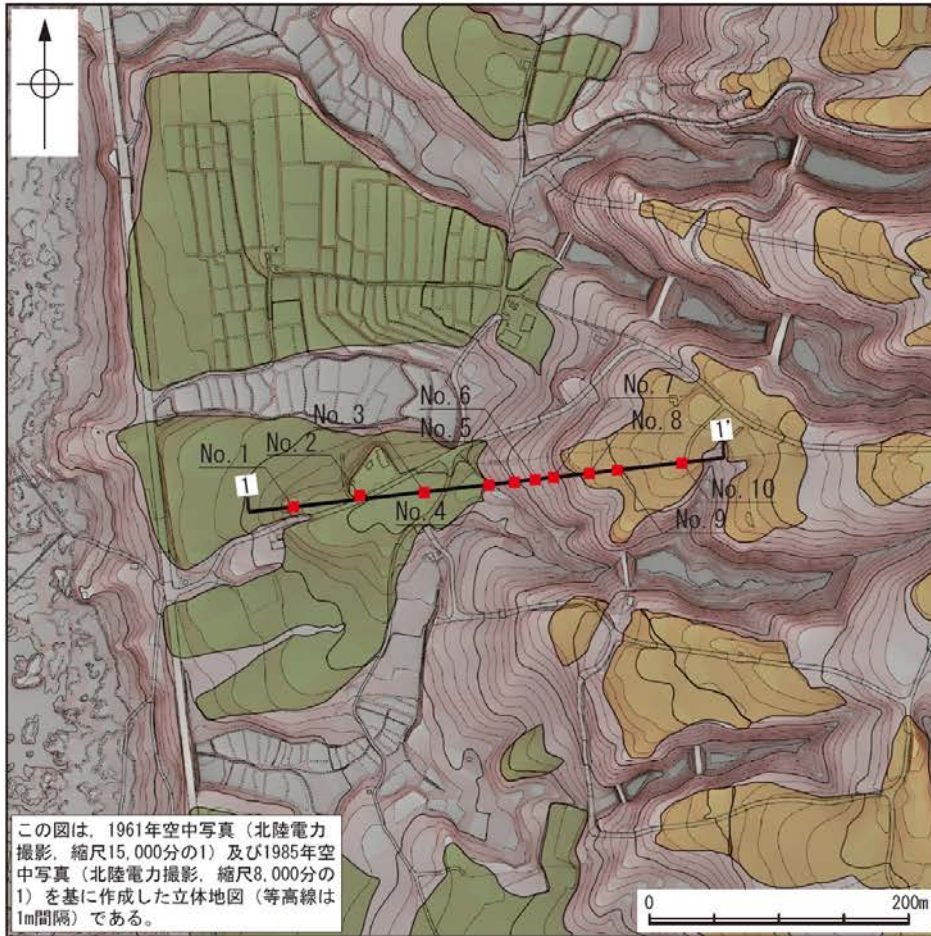 No. 6
No. 7
No. 3
No. 5
No. 8
No. 2
No. 1
1'
1
No. 10
No. 4
No. 9
この図は，1961年空中写真（北陸電力
撮影，縮尺15,000分の1）及び1985年空
中写真（北陸電力撮影，縮尺8,000分の
1）を基に作成した立体地図（等高線は
1m間隔）である。
0 200m